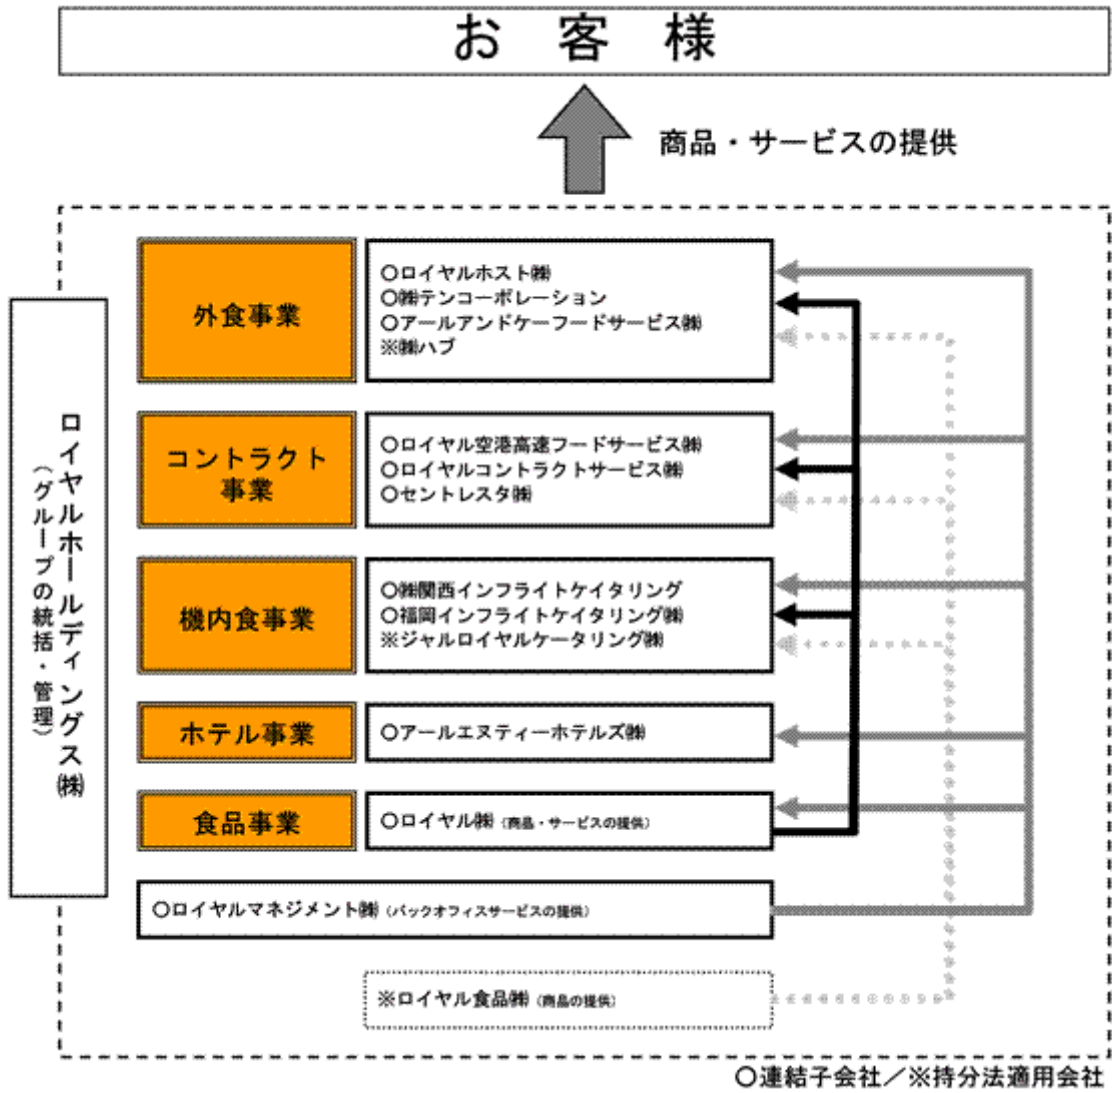 お客様
商品・サービスの提供
ロイヤルホールディングス㈱
（グループの統括・管理）
外食事業
○ロイヤルホスト㈱
○㈱テンコーポレーション
○アールアンドケーフードサービス㈱
※㈱ハブ
コントラクト
事業
○ロイヤル空港高速フードサービス㈱
○ロイヤルコントラクトサービス㈱
○セントレスタ㈱
機内食事業
○㈱関西インフライトケイタリング
○福岡インフライトケイタリング㈱
※ジャルロイヤルケータリング㈱
ホテル事業
○アールエヌティーホテルズ㈱
食品事業
○ロイヤル㈱（商品・サービスの提供）
○ロイヤルマネジメント㈱（バックオフィスサービスの提供）
※ロイヤル食品㈱（商品の提供）
○連結子会社／※持分法適用会社